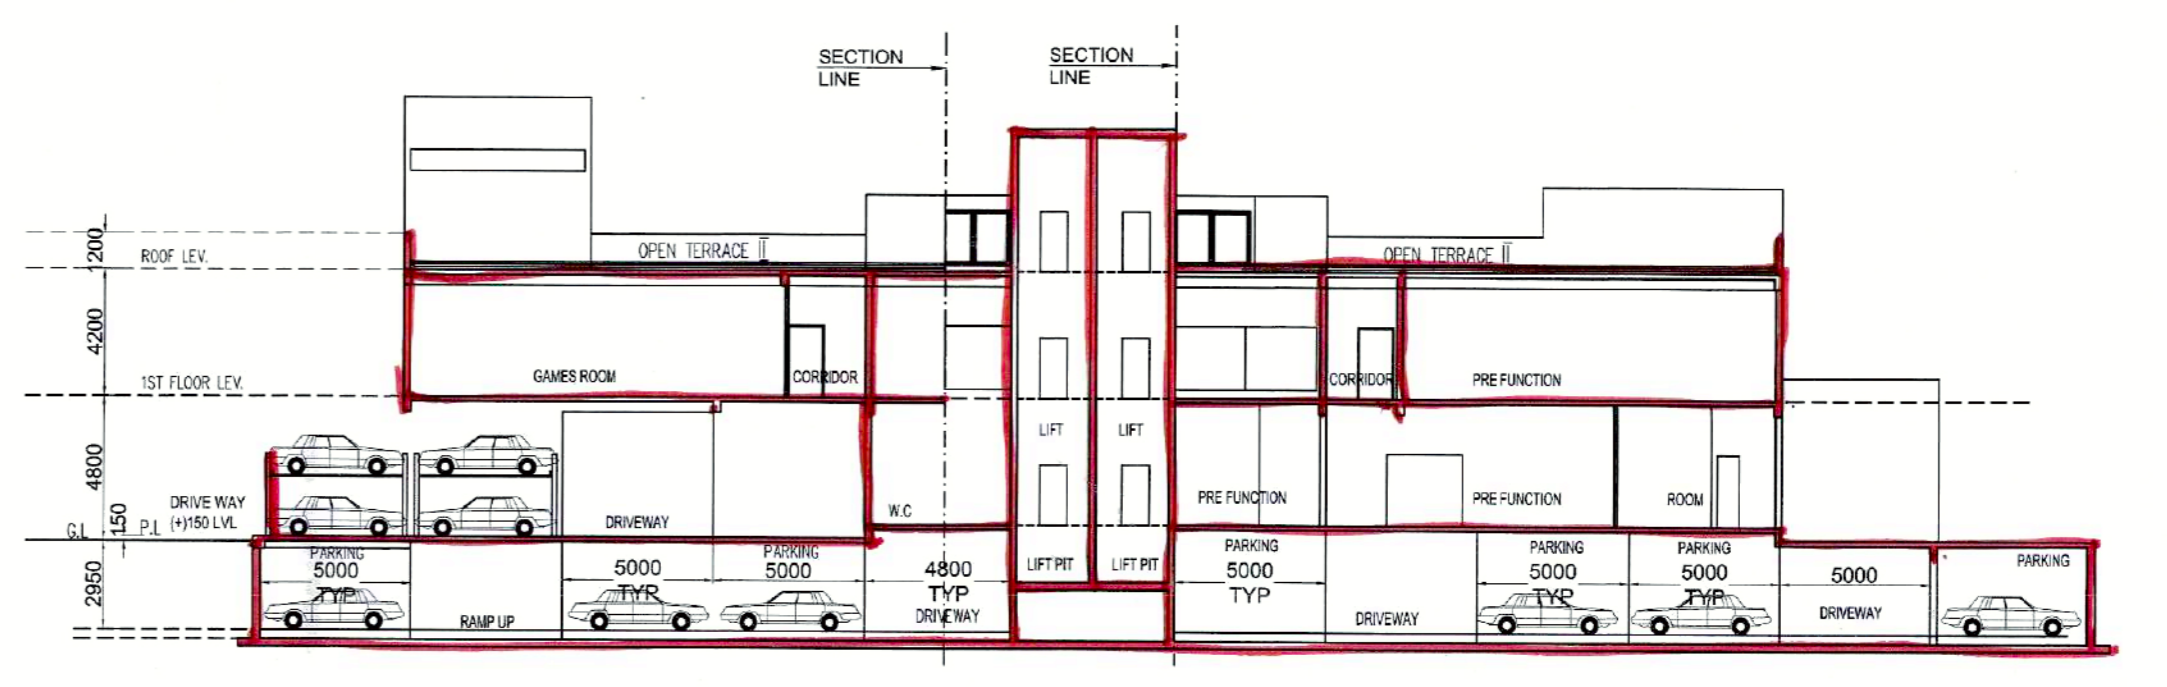 SECTION
LINE
SECTION
LINE
1200
ROOF LEV.
OPEN TERRACE II
OPEN TERRACE II
4200
GAMES ROOM
CORRIDOR
CORRIDOR
PRE FUNCTION
1ST FLOOR LEV.
LIFT
LIFT
4800
DRIVE WAY
(+)150 LVL
150
G.L
P.L
DRIVEWAY
W.C
PRE FUNCTION
PRE FUNCTION
ROOM
2950
PARKING
5000
TYP
RAMP UP
5000
TYP
PARKING
5000
4800
TYP
DRIVEWAY
LIFT PIT
LIFT PIT
PARKING
5000
TYP
DRIVEWAY
PARKING
5000
TYP
PARKING
5000
TYP
5000
DRIVEWAY
PARKING